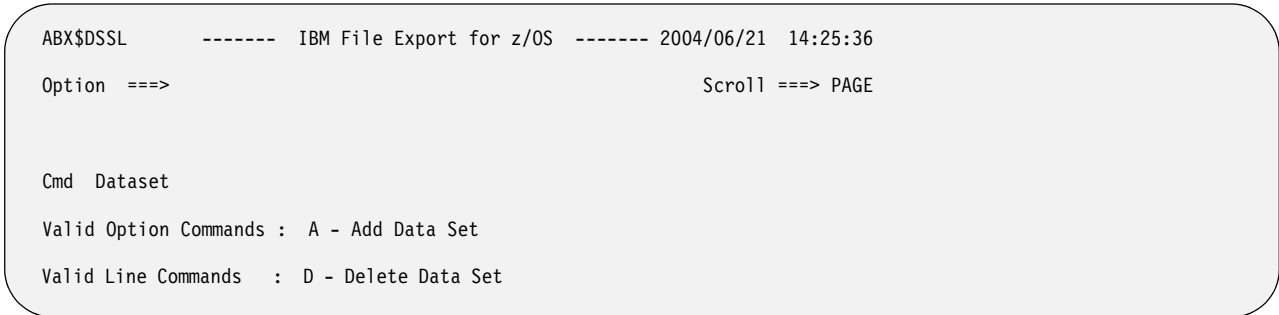 ABX$DSSL ------- IBM File Export for z/OS ------- 2004/06/21 14:25:36
Option ===> Scroll ===> PAGE
Cmd Dataset
Valid Option Commands : A - Add Data Set
Valid Line Commands : D - Delete Data Set